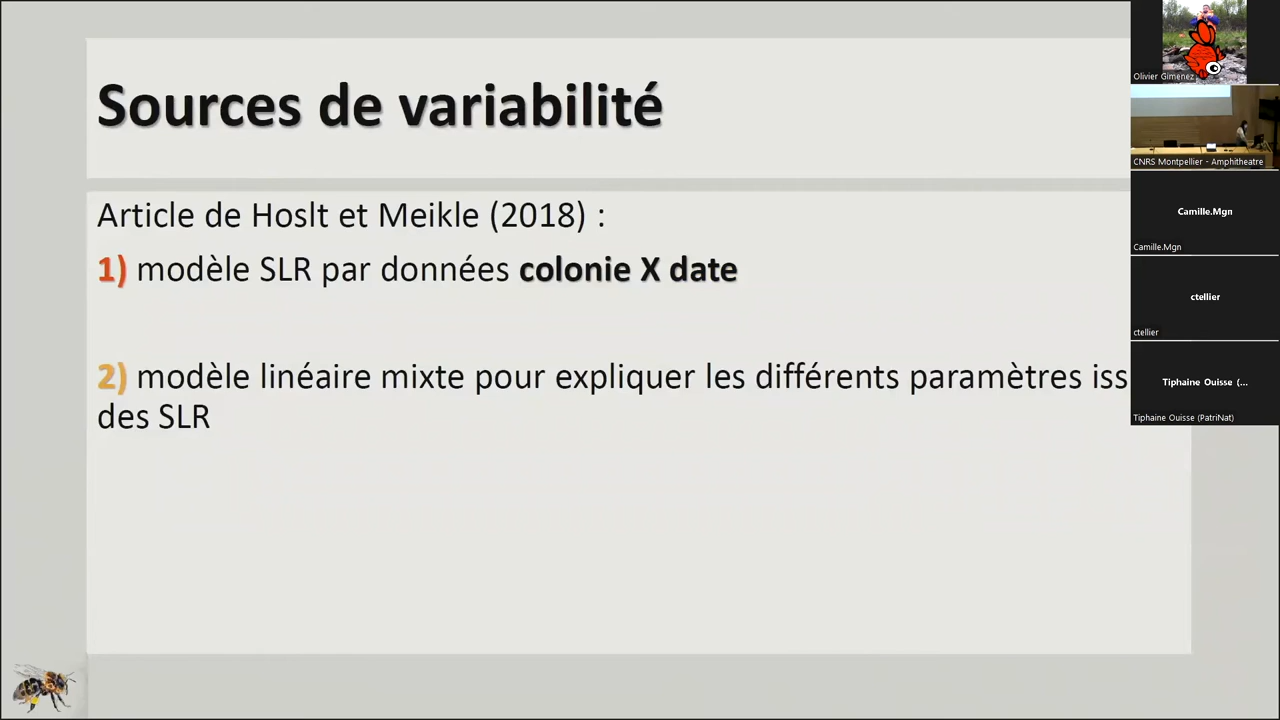 Sources de variabilité
Article de Hoslt et Meikle (2018) :
1) modèle SLR par données colonie X date
2) modèle linéaire mixte pour expliquer les différents paramètres iss
des SLR
Olivier Gimenez
CNRS Montpellier - Amphitheatre
Camille.Mgn
Camille.Mgn
ctellier
ctellier
Tiphaine Ouisse (...
Tiphaine Ouisse (PatriNat)